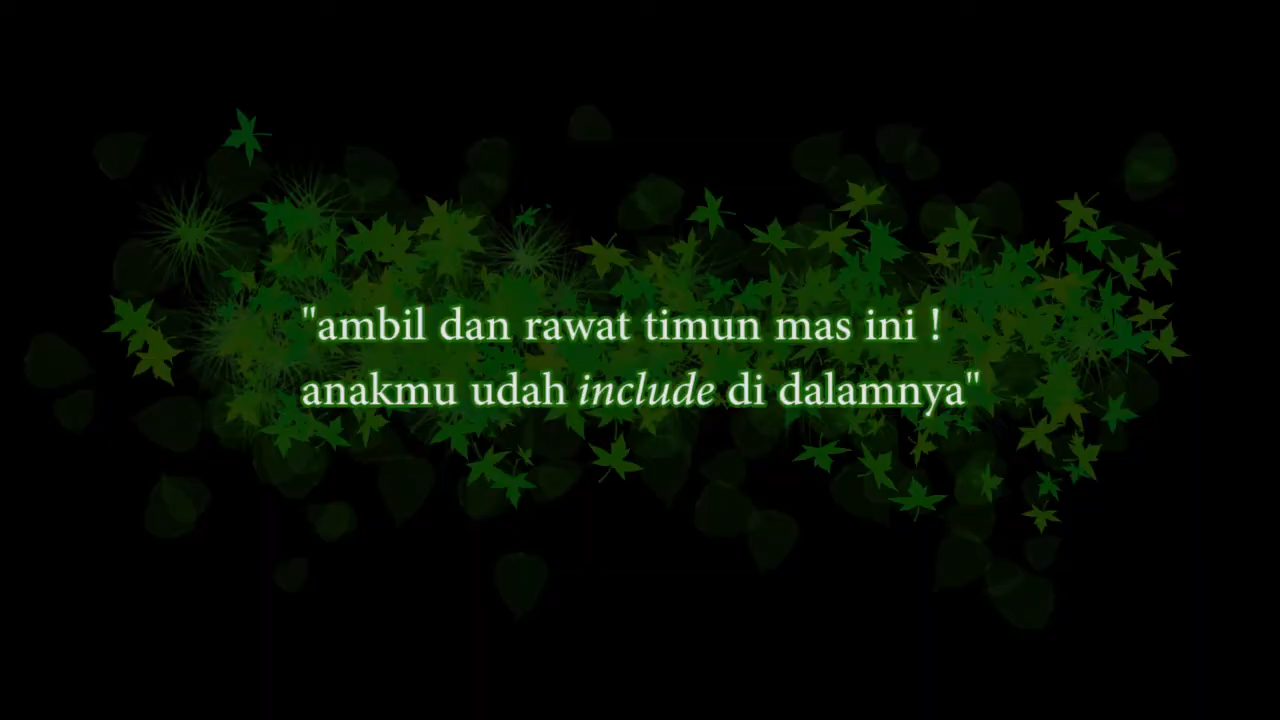 "ambil dan rawat timun mas ini !
anakmu udah include di dalamnya"